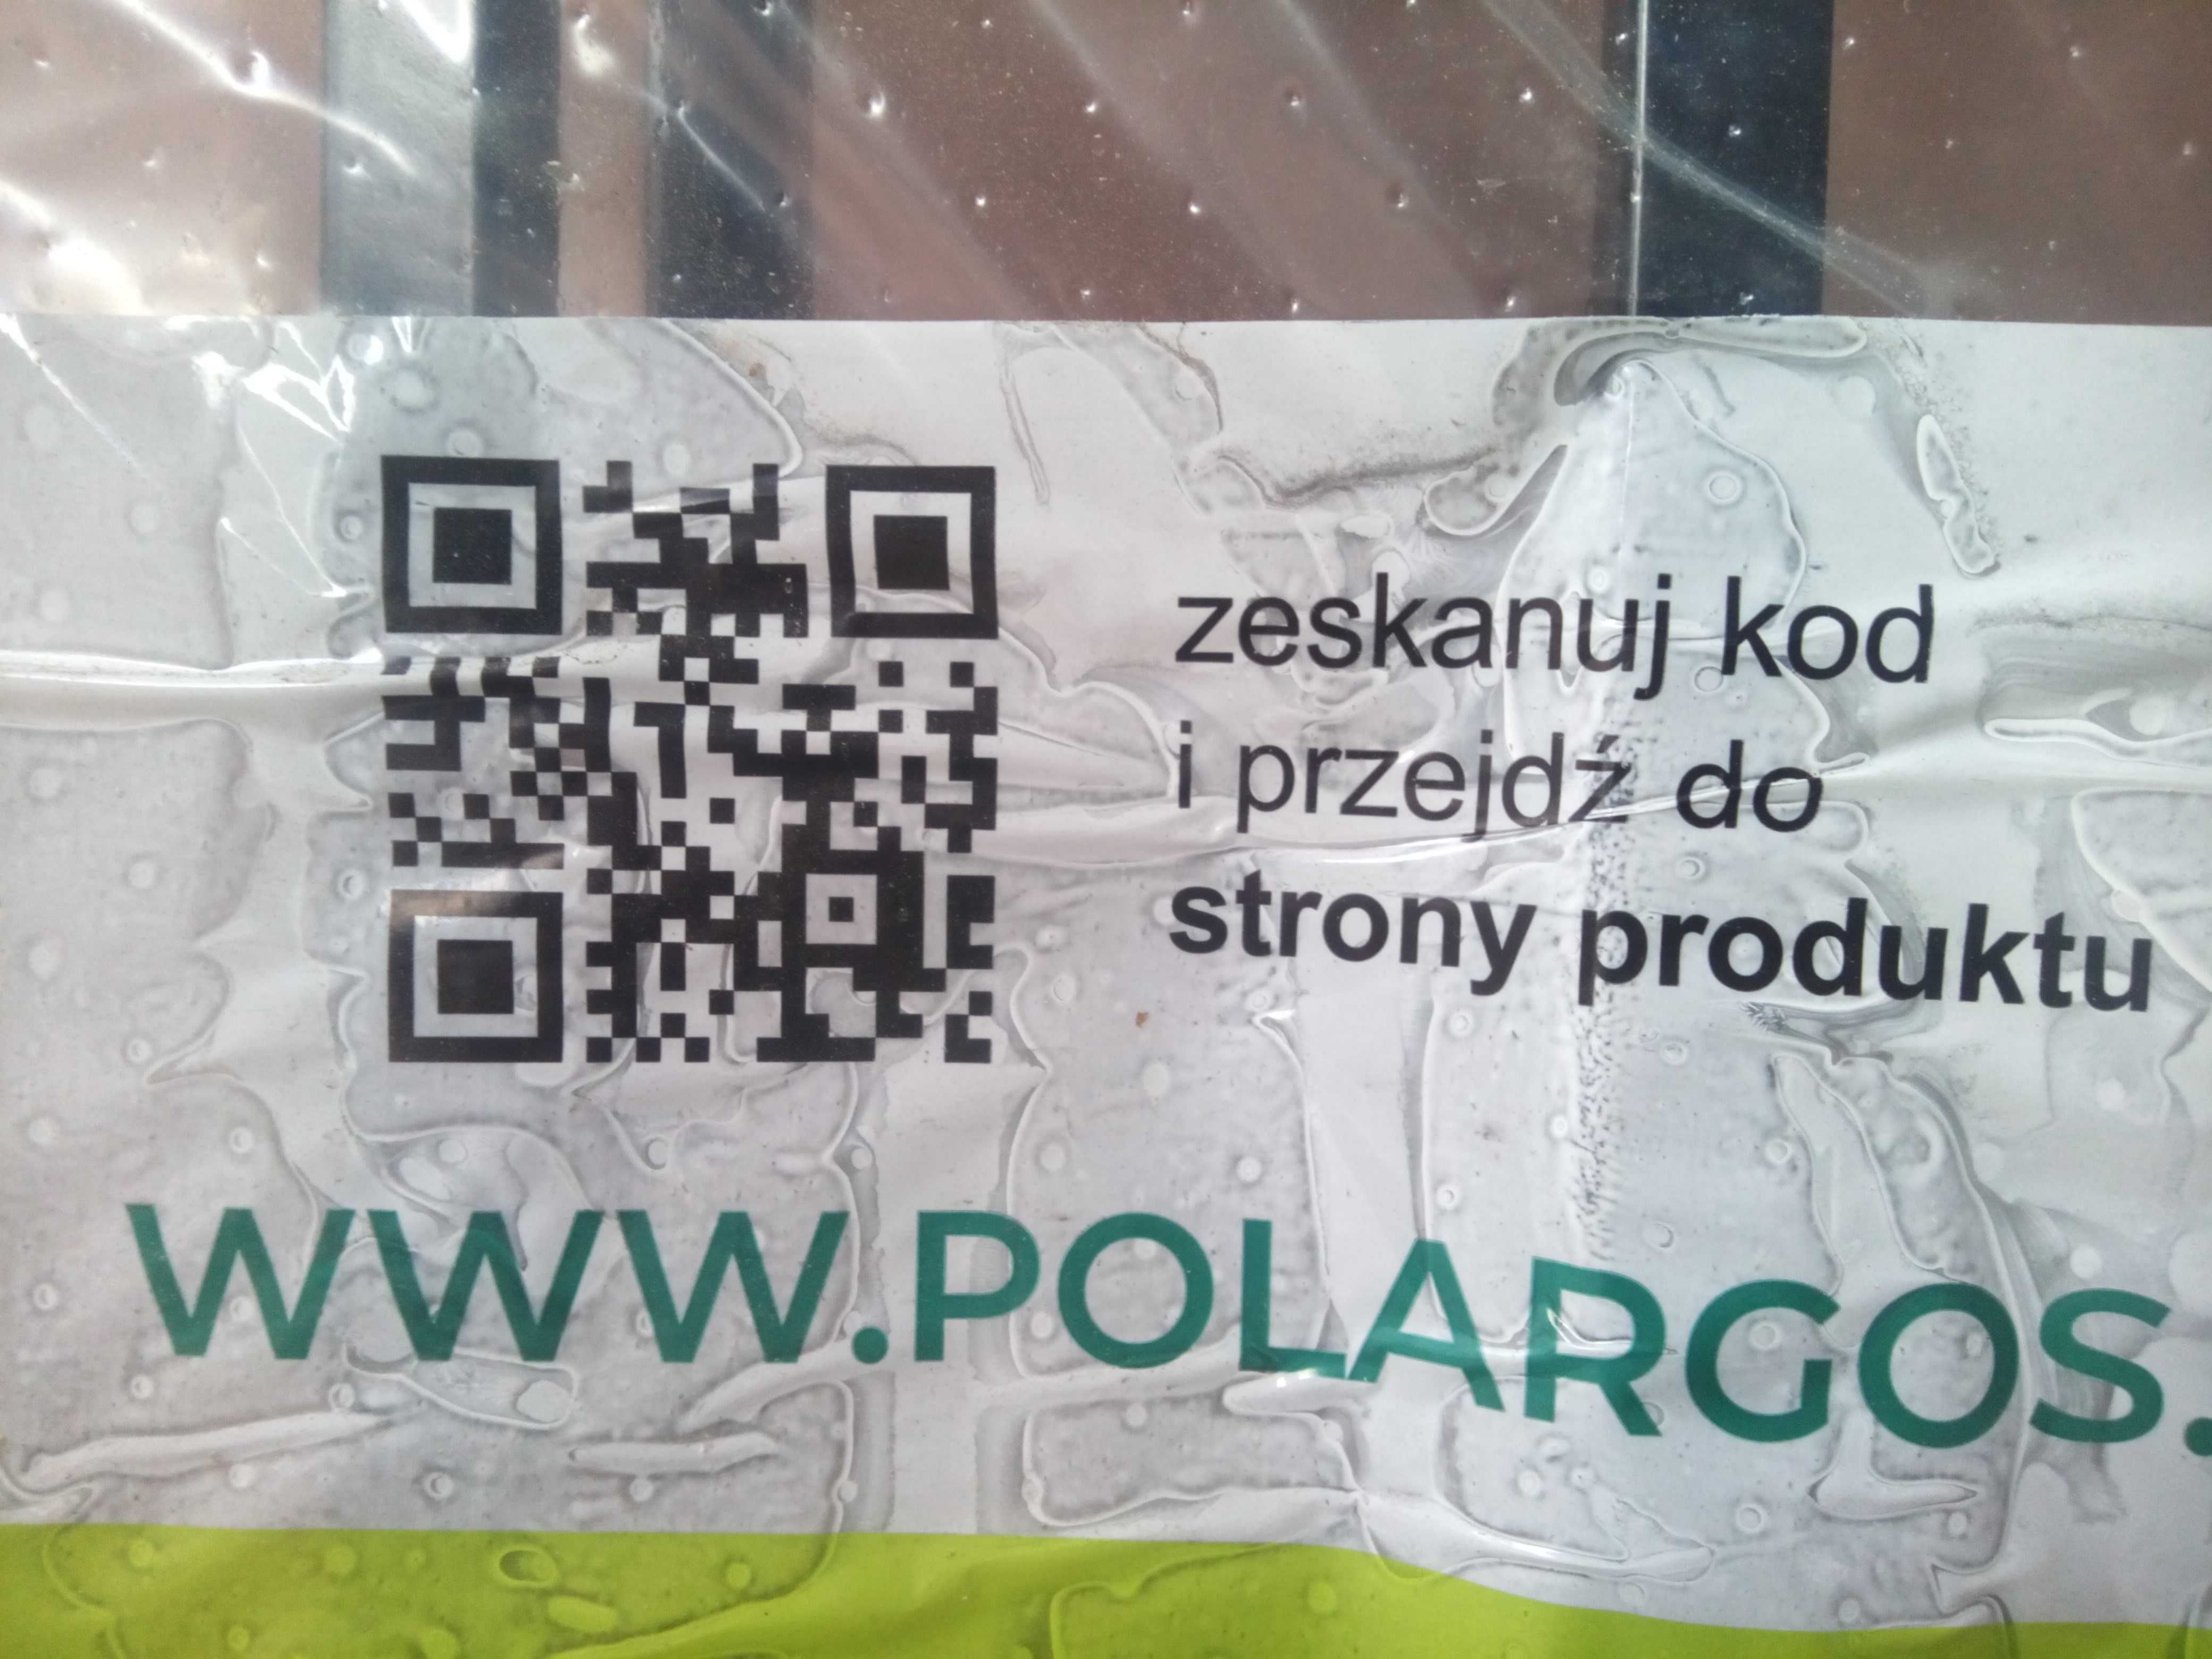 zeskanuj kod
i przejdź do
strony produktu
WWW.POLARGOS.